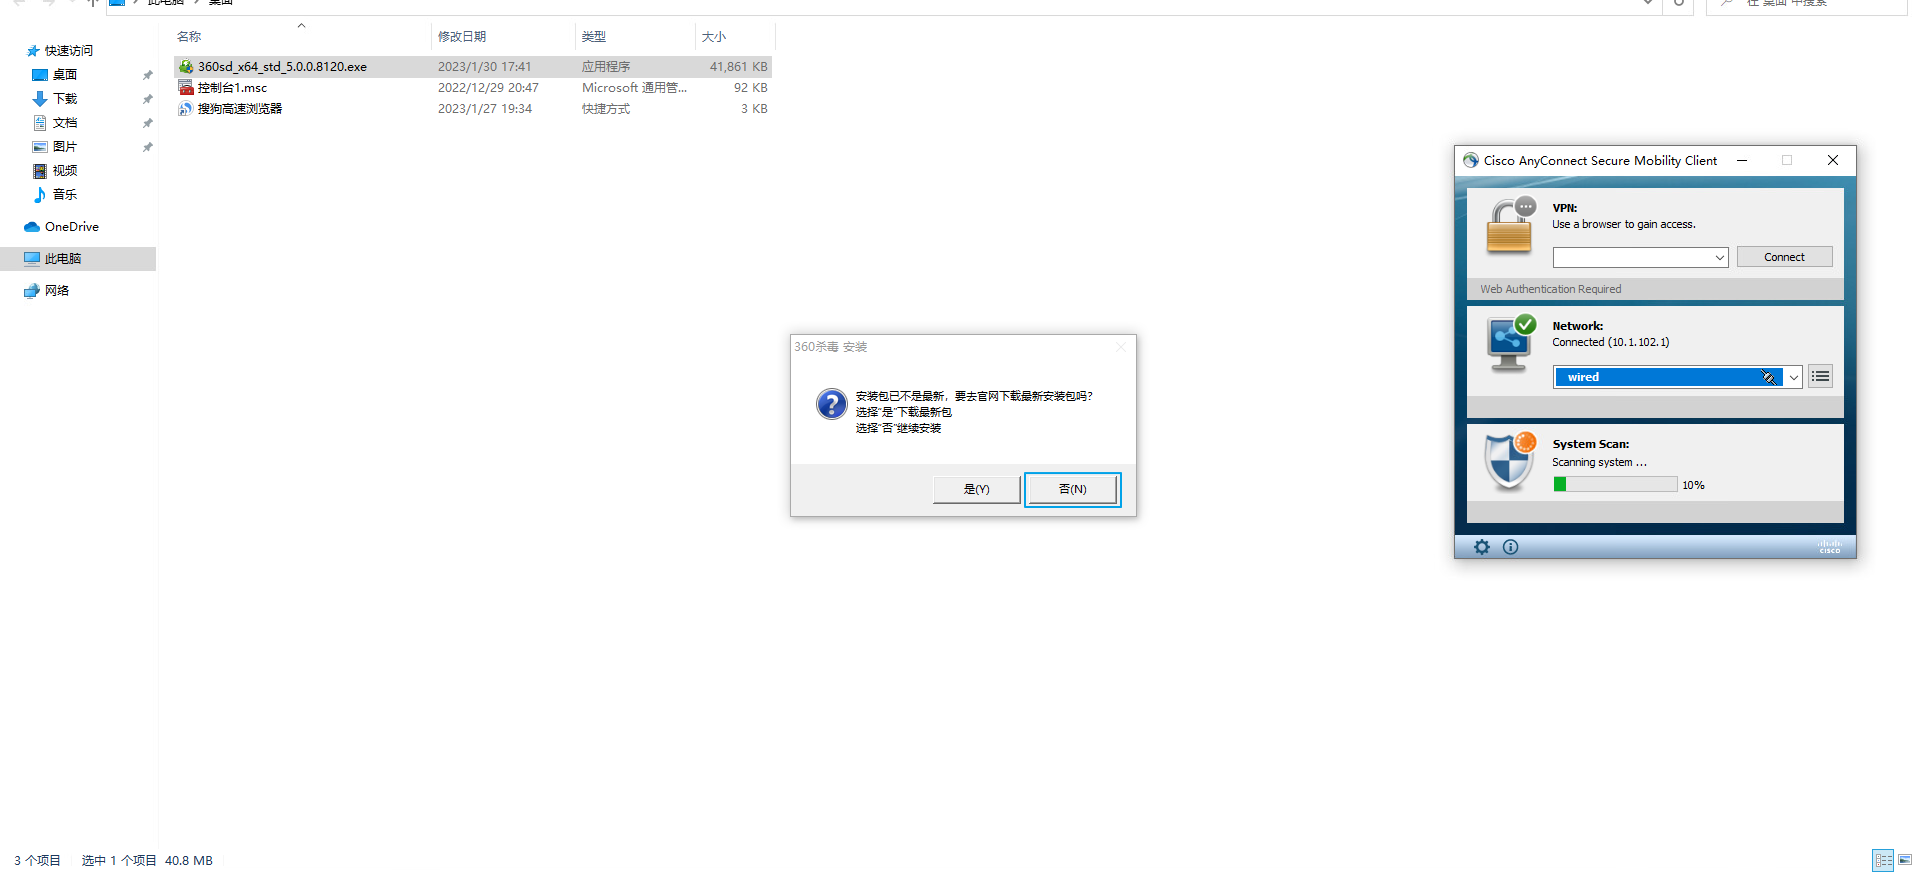 此电脑 > 桌面
在 桌面 中搜索
名称 修改日期 类型 大小
快速访问
桌面
下载
文档
图片
视频
音乐
OneDrive
此电脑
网络
360sd_x64_std_5.0.0.8120.exe 2023/1/30 17:41 应用程序 41,861 KB
控制台1.msc 2022/12/29 20:47 Microsoft 通用管... 92 KB
搜狗高速浏览器 2023/1/27 19:34 快捷方式 3 KB
360杀毒 安装
安装包已不是最新，要去官网下载最新安装包吗?
选择"是"下载最新包
选择"否"继续安装
是(Y) 否(N)
Cisco AnyConnect Secure Mobility Client
VPN:
Use a browser to gain access.
Connect
Web Authentication Required
Network:
Connected (10.1.102.1)
wired
System Scan:
Scanning system ...
10%
cisco
3 个项目 选中 1 个项目 40.8 MB